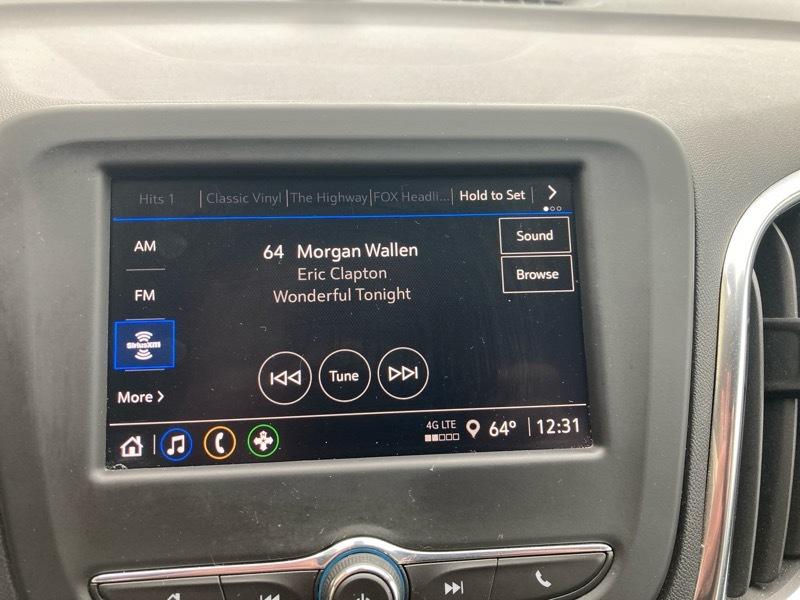 Hits 1 Classic Vinyl The Highway FOX Headli... Hold to Set
AM
FM
SiriusXM
More
64 Morgan Wallen
Eric Clapton
Wonderful Tonight
Sound
Browse
Tune
4G LTE
64° 12:31